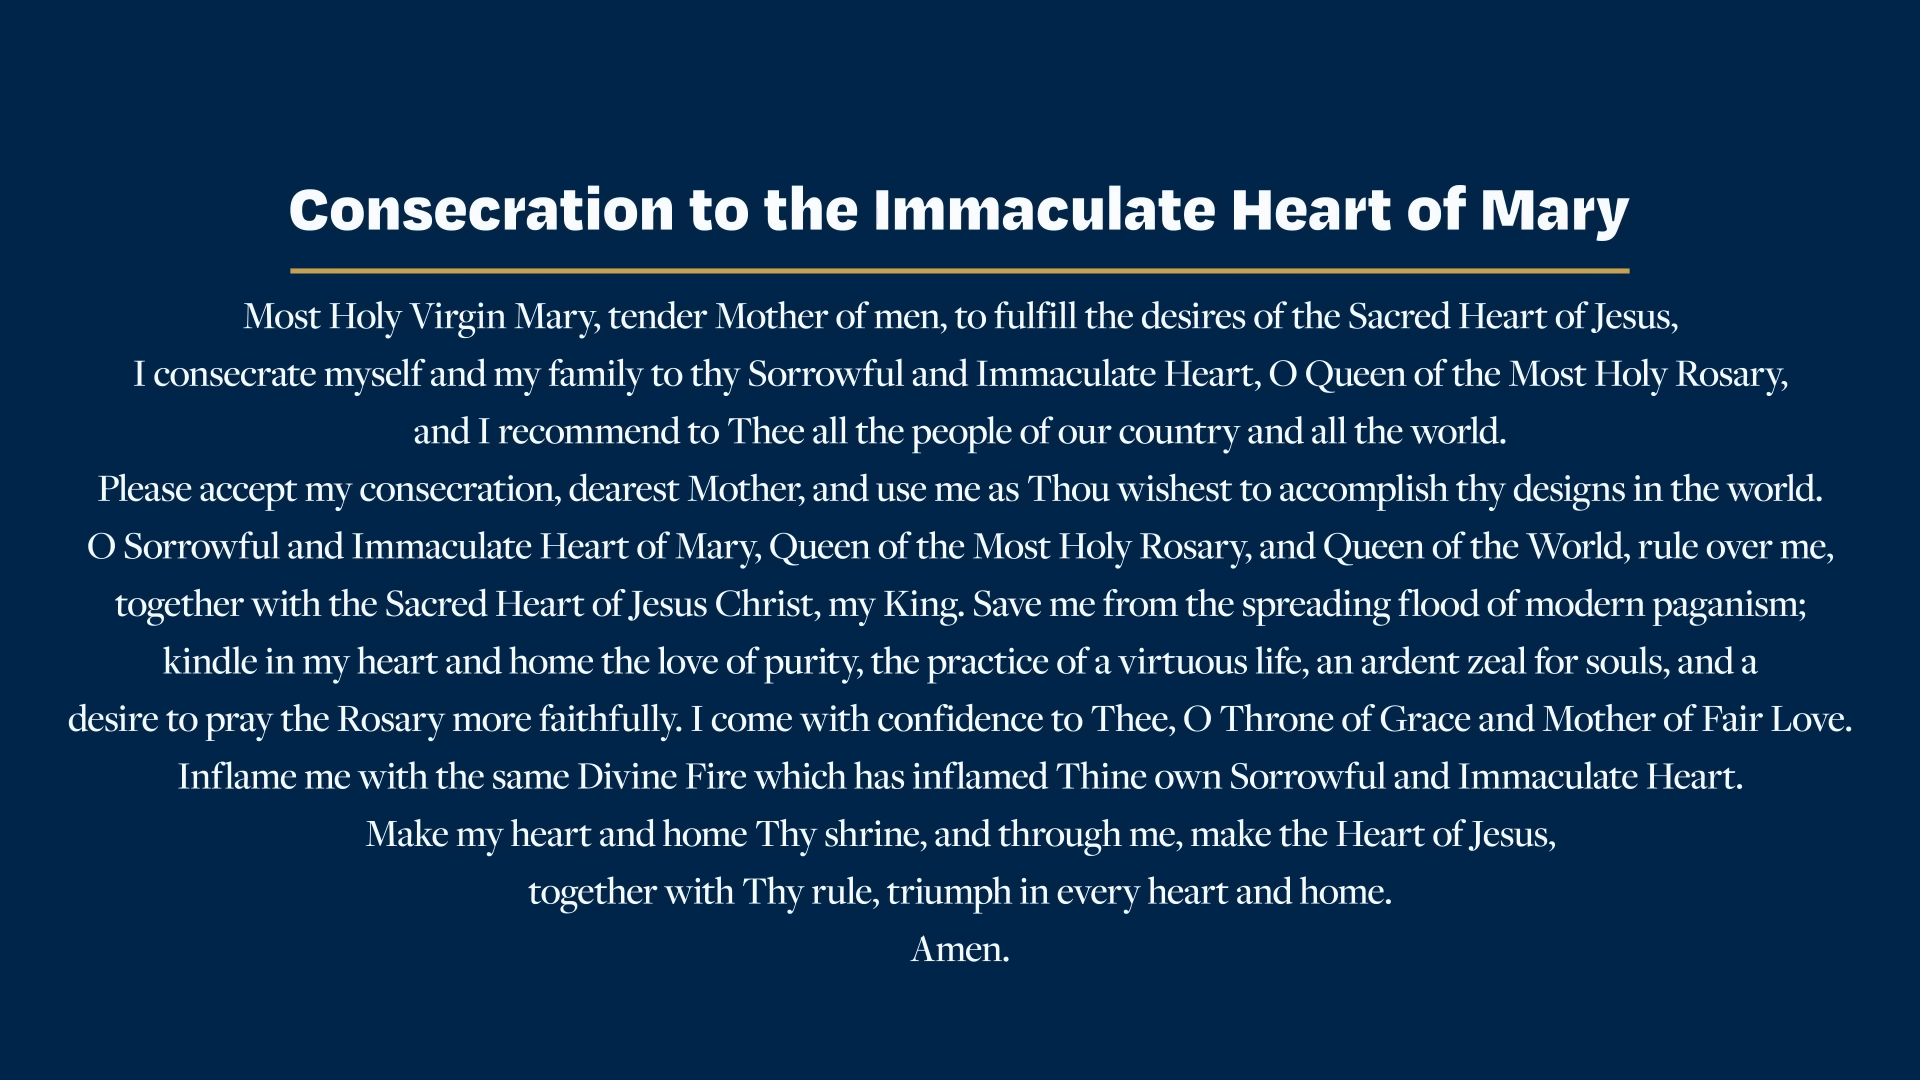 Consecration to the Immaculate Heart of Mary
Most Holy Virgin Mary, tender Mother of men, to fulfill the desires of the Sacred Heart of Jesus,
I consecrate myself and my family to thy Sorrowful and Immaculate Heart, O Queen of the Most Holy Rosary,
and I recommend to Thee all the people of our country and all the world.
Please accept my consecration, dearest Mother, and use me as Thou wishest to accomplish thy designs in the world.
O Sorrowful and Immaculate Heart of Mary, Queen of the Most Holy Rosary, and Queen of the World, rule over me,
together with the Sacred Heart of Jesus Christ, my King. Save me from the spreading flood of modern paganism;
kindle in my heart and home the love of purity, the practice of a virtuous life, an ardent zeal for souls, and a
desire to pray the Rosary more faithfully. I come with confidence to Thee, O Throne of Grace and Mother of Fair Love.
Inflame me with the same Divine Fire which has inflamed Thine own Sorrowful and Immaculate Heart.
Make my heart and home Thy shrine, and through me, make the Heart of Jesus,
together with Thy rule, triumph in every heart and home.
Amen.